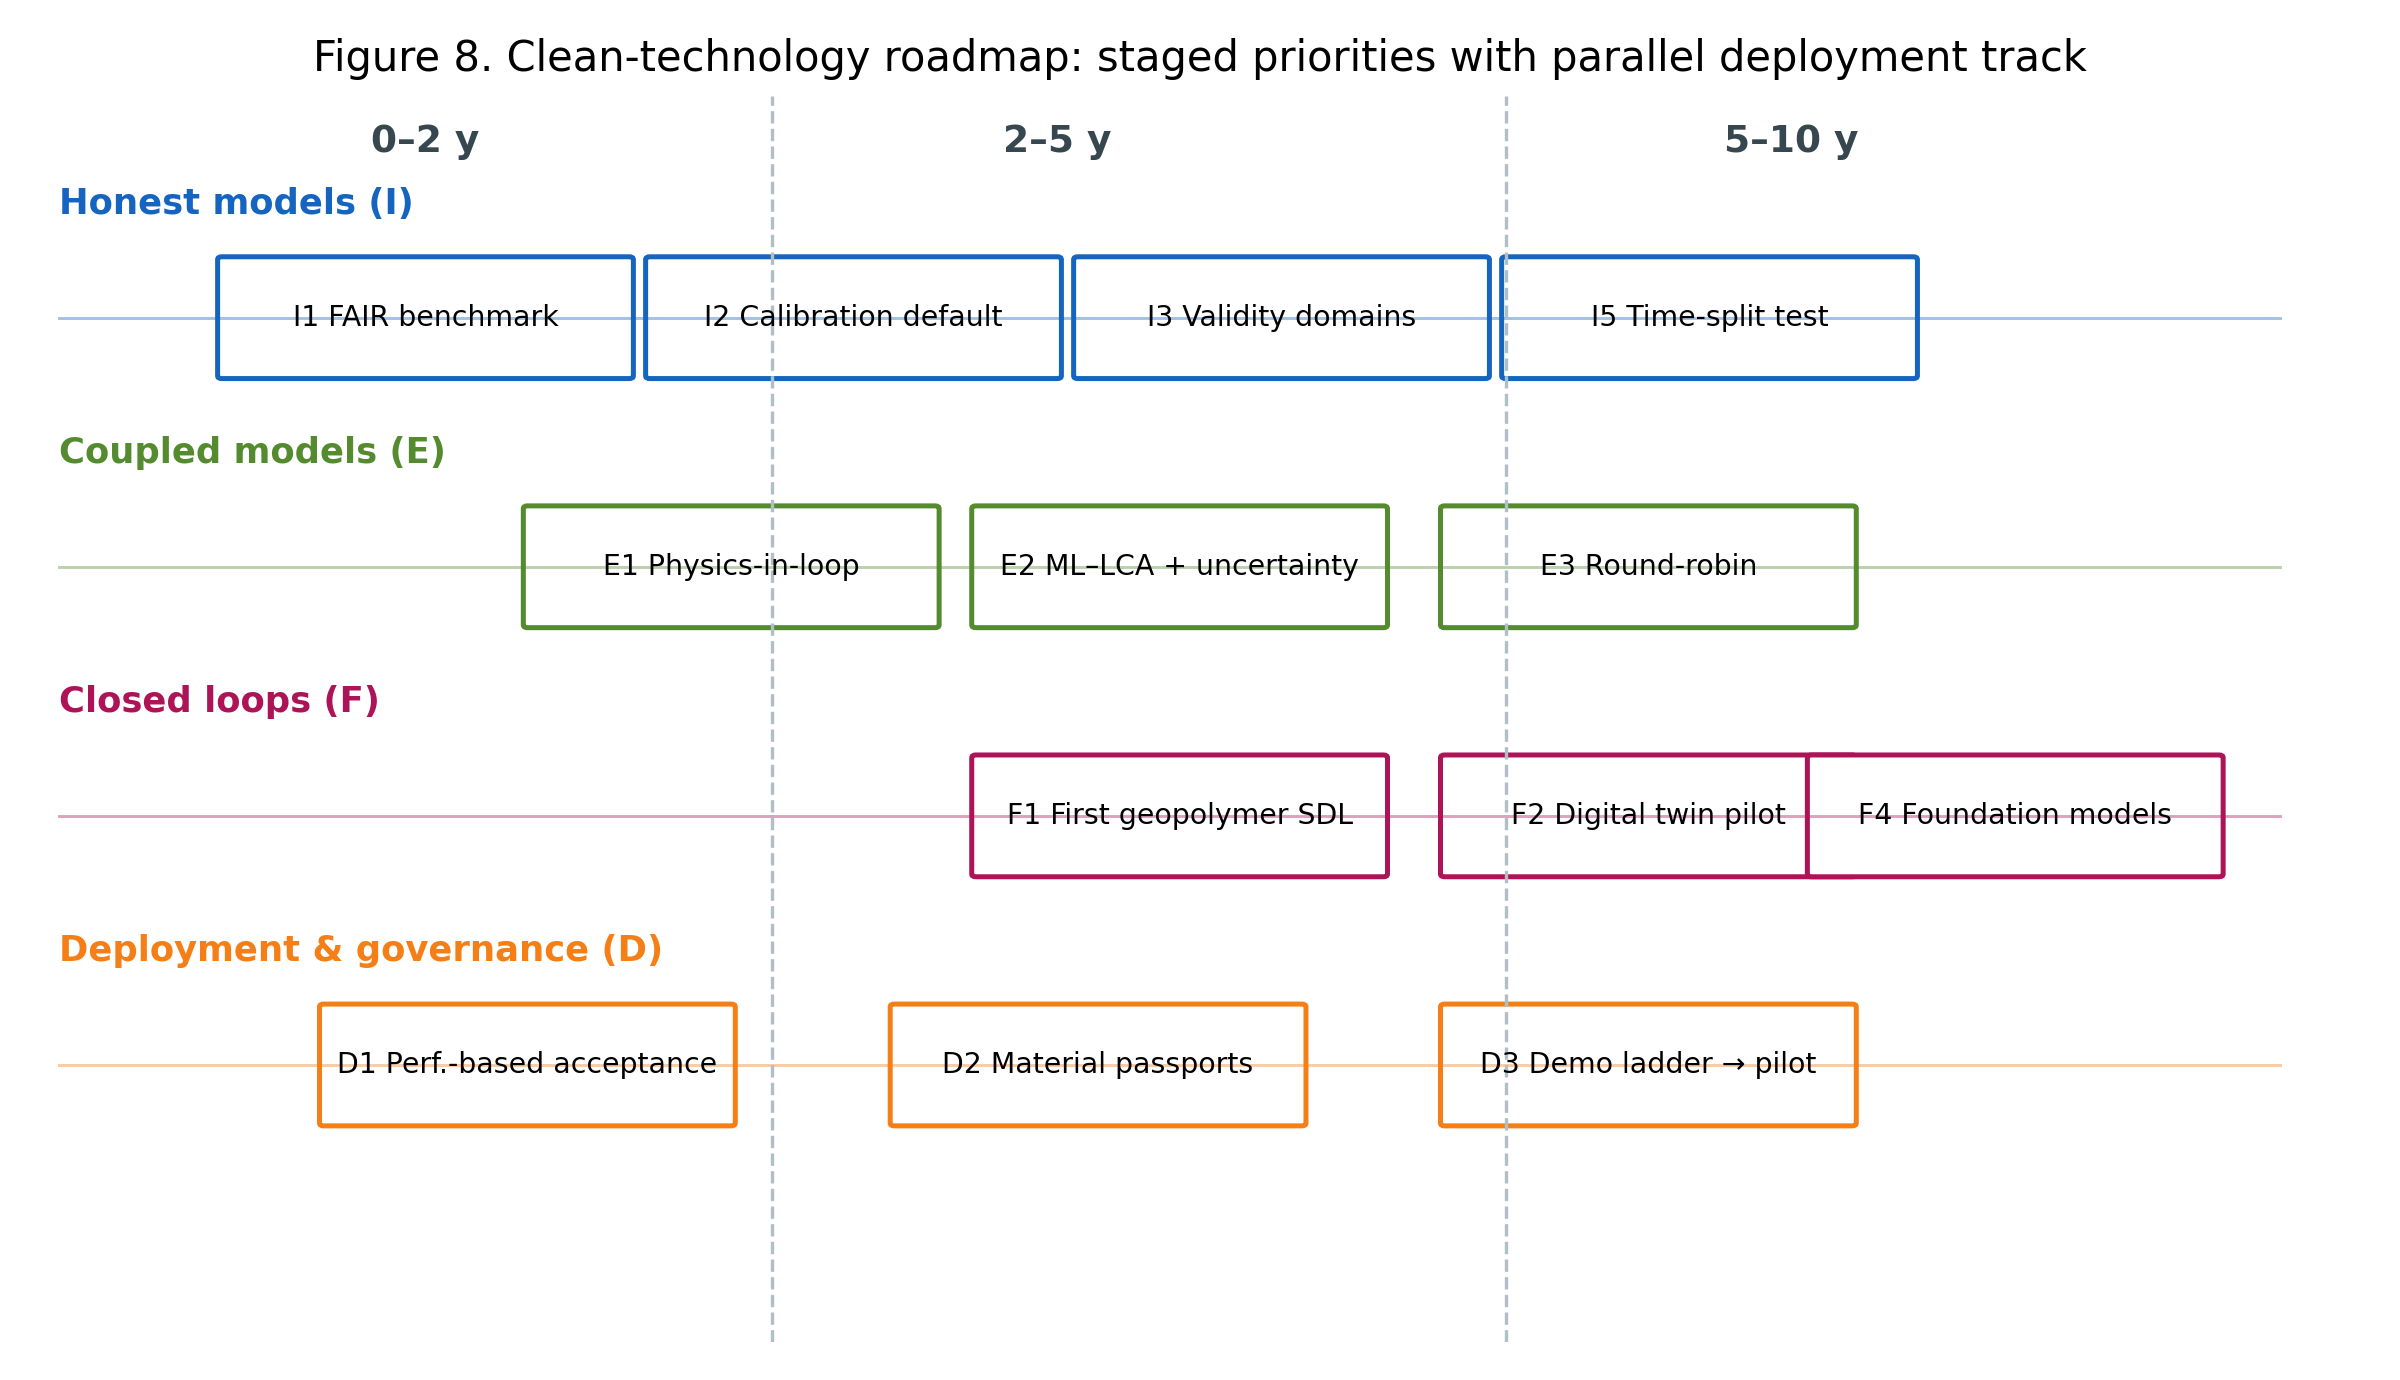 Figure 8. Clean-technology roadmap: staged priorities with parallel deployment track
0–2 y
2–5 y
5–10 y
Honest models (I)
I1 FAIR benchmark
I2 Calibration default
I3 Validity domains
I5 Time-split test
Coupled models (E)
E1 Physics-in-loop
E2 ML–LCA + uncertainty
E3 Round-robin
Closed loops (F)
F1 First geopolymer SDL
F2 Digital twin pilot
F4 Foundation models
Deployment & governance (D)
D1 Perf.-based acceptance
D2 Material passports
D3 Demo ladder → pilot